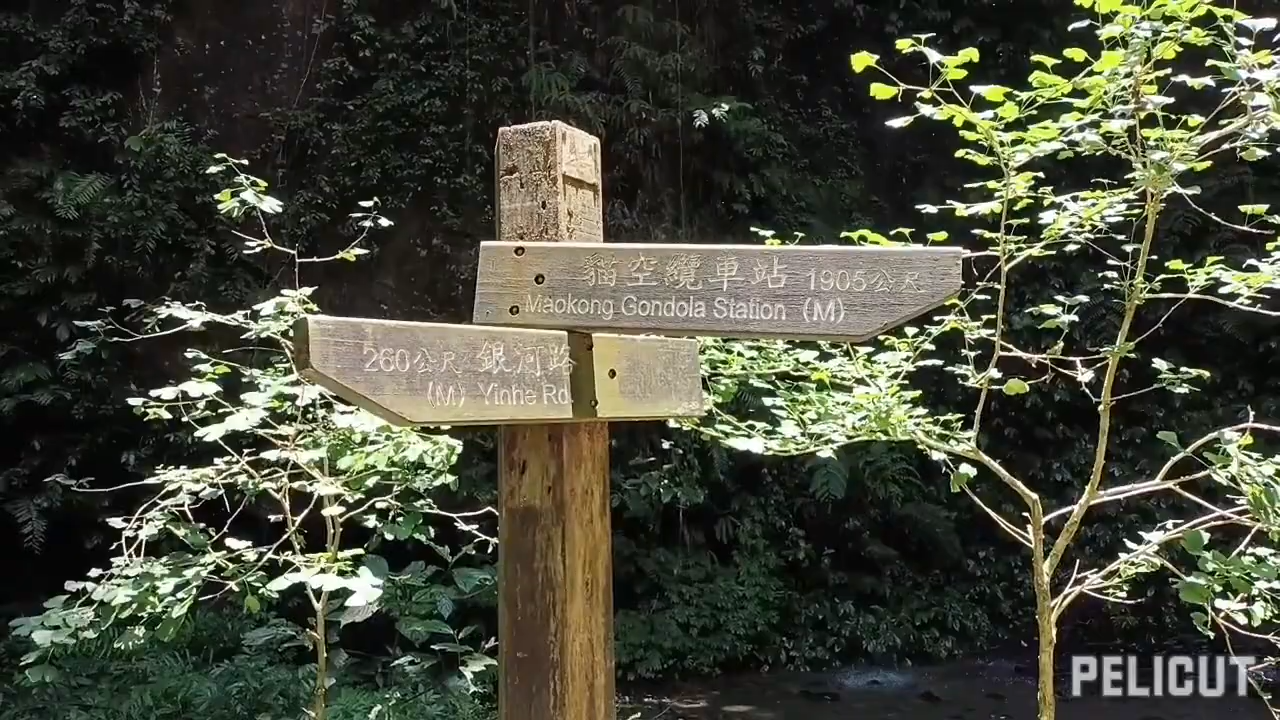 貓空纜車站 1905公尺
Maokong Gondola Station (M)
260公尺 銀河路
(M) Yinhe Rd.
PELICUT